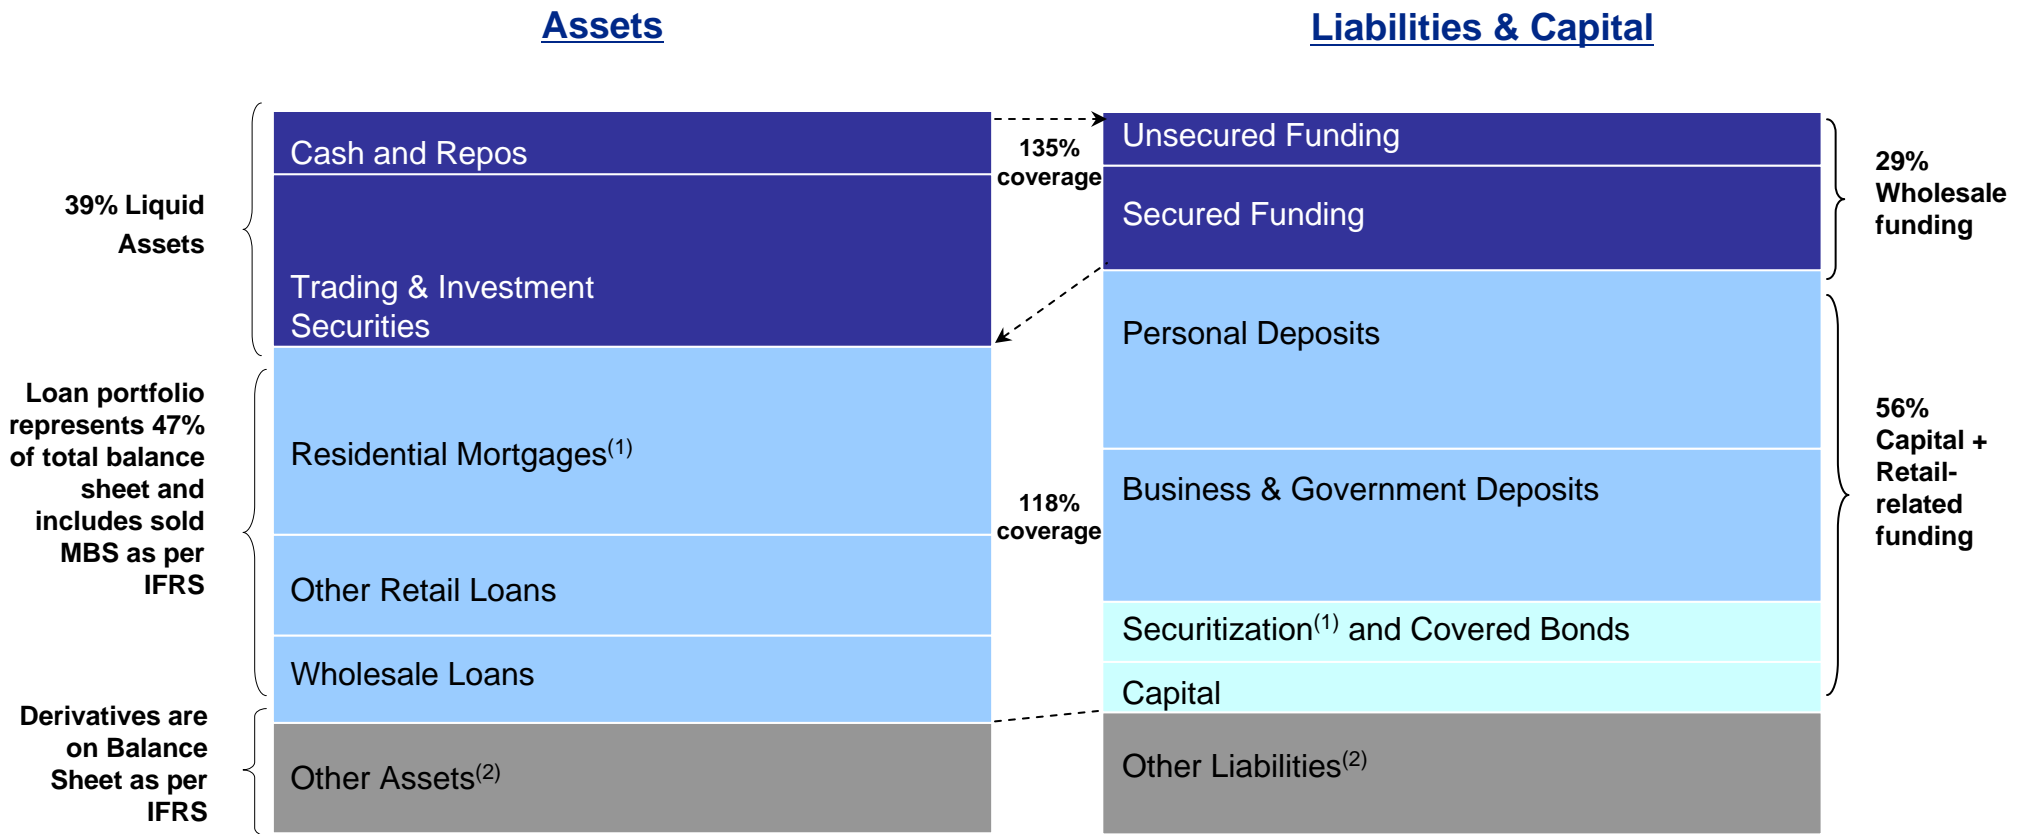 Assets
Liabilities & Capital
39% Liquid
Assets
Loan portfolio
represents 47%
of total balance
sheet and
includes sold
MBS as per
IFRS
Derivatives are
on Balance
Sheet as per
IFRS
Cash and Repos
Trading & Investment
Securities
Residential Mortgages(1)
Other Retail Loans
Wholesale Loans
Other Assets(2)
135%
coverage
118%
coverage
Unsecured Funding
Secured Funding
Personal Deposits
Business & Government Deposits
Securitization(1) and Covered Bonds
Capital
Other Liabilities(2)
29%
Wholesale
funding
56%
Capital +
Retail-
related
funding